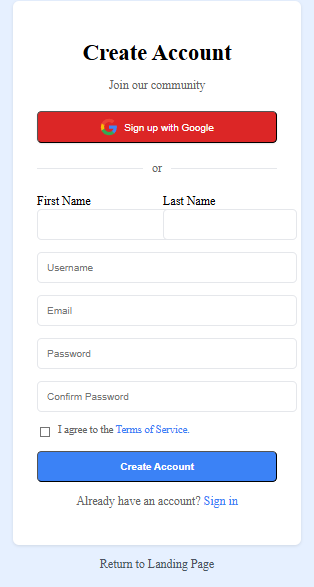 Create Account
Join our community
Sign up with Google
or
First Name Last Name
Username
Email
Password
Confirm Password
I agree to the Terms of Service.
Create Account
Already have an account? Sign in
Return to Landing Page